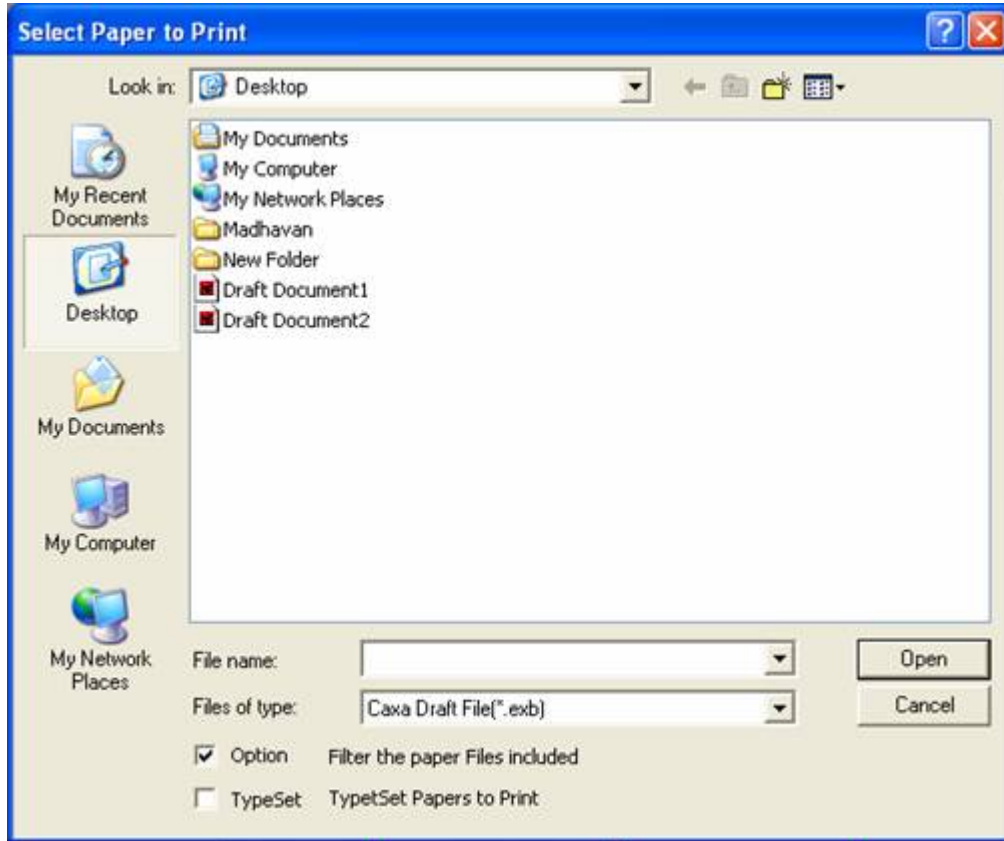 Select Paper to Print
Look in: Desktop
My Recent
Documents
Desktop
My Documents
My Computer
My Network
Places
My Documents
My Computer
My Network Places
Madhavan
New Folder
Draft Document1
Draft Document2
File name: Open
Files of type: Caxa Draft File(*.exb) Cancel
Option Filter the paper Files included
TypeSet TypetSet Papers to Print